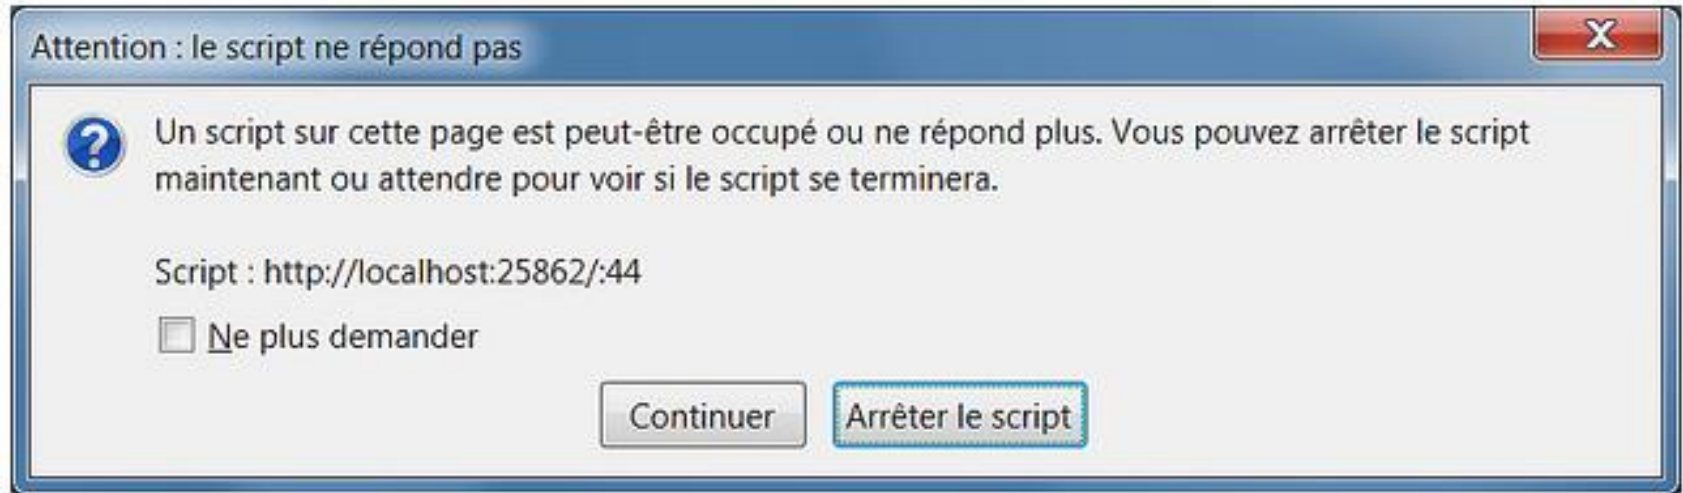 Attention : le script ne répond pas
X
Un script sur cette page est peut-être occupé ou ne répond plus. Vous pouvez arrêter le script
maintenant ou attendre pour voir si le script se terminera.
Script : http://localhost:25862/:44
Ne plus demander
Continuer Arrêter le script